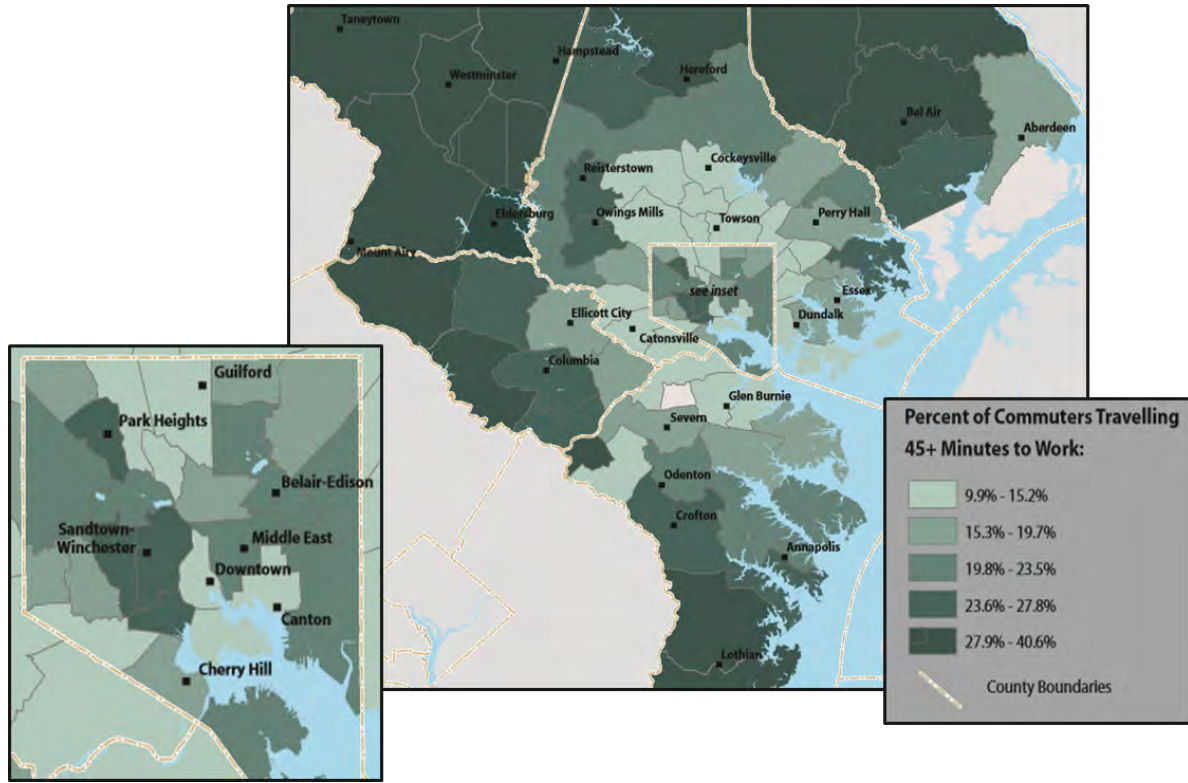 Taneytown
Hampstead
Westminster
Hereford
Bel Air
Aberdeen
Cockeysville
Reisterstown
Eldersburg
Owings Mills
Towson
Perry Hall
Mount Airy
see inset
Essex
Ellicott City
Dundalk
Catonsville
Columbia
Glen Burnie
Severn
Odenton
Crofton
Annapolis
Lothian
Guilford
Park Heights
Belair-Edison
Sandtown-
Winchester
Middle East
Downtown
Canton
Cherry Hill
Percent of Commuters Travelling
45+ Minutes to Work:
9.9% - 15.2%
15.3% - 19.7%
19.8% - 23.5%
23.6% - 27.8%
27.9% - 40.6%
County Boundaries